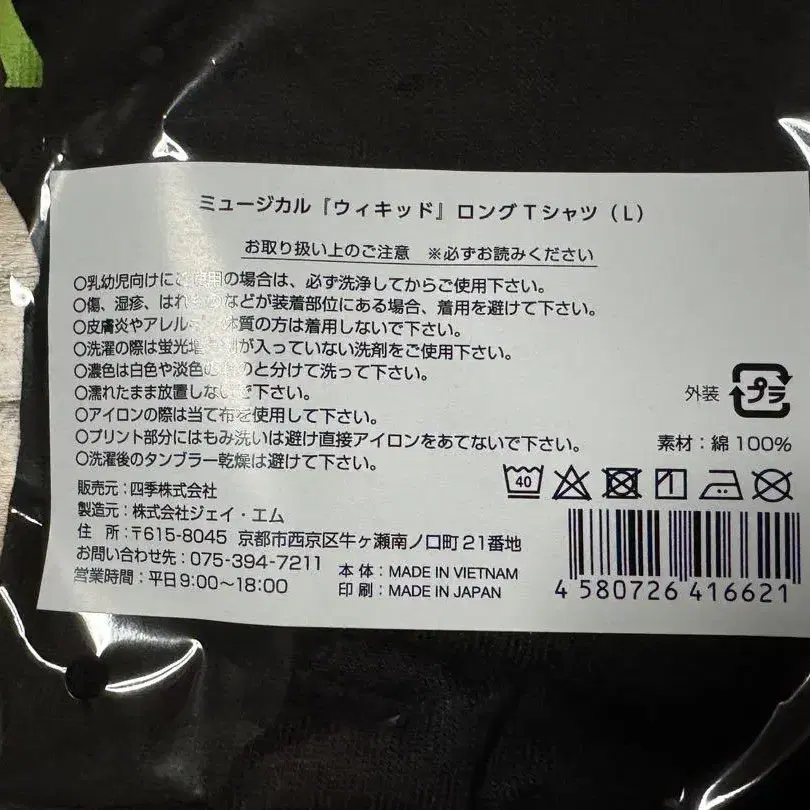 ミュージカル『ウィキッド』ロングTシャツ（L）
お取り扱い上のご注意 ※必ずお読みください
○乳幼児向けにご使用の場合は、必ず洗浄してからご使用下さい。
○傷、湿疹、はれものなどが装着部位にある場合、着用を避けて下さい。
○皮膚炎やアレルギー体質の方は着用しないで下さい。
○洗濯の際は蛍光増白剤が入っていない洗剤をご使用下さい。
○濃色は白色や淡色のものと分けて洗って下さい。
○濡れたまま放置しないで下さい。
○アイロンの際は当て布を使用して下さい。
○プリント部分にはもみ洗いは避け直接アイロンをあてないで下さい。
○洗濯後のタンブラー乾燥は避けて下さい。
外装 プラ
素材：綿 100%
40
販売元：四季株式会社
製造元：株式会社ジェイ・エム
住 所：〒615-8045 京都市西京区牛ヶ瀬南ノ口町21番地
お問い合わせ先：075-394-7211
営業時間：平日9:00〜18:00
本体：MADE IN VIETNAM
印刷：MADE IN JAPAN
4 580726 416621